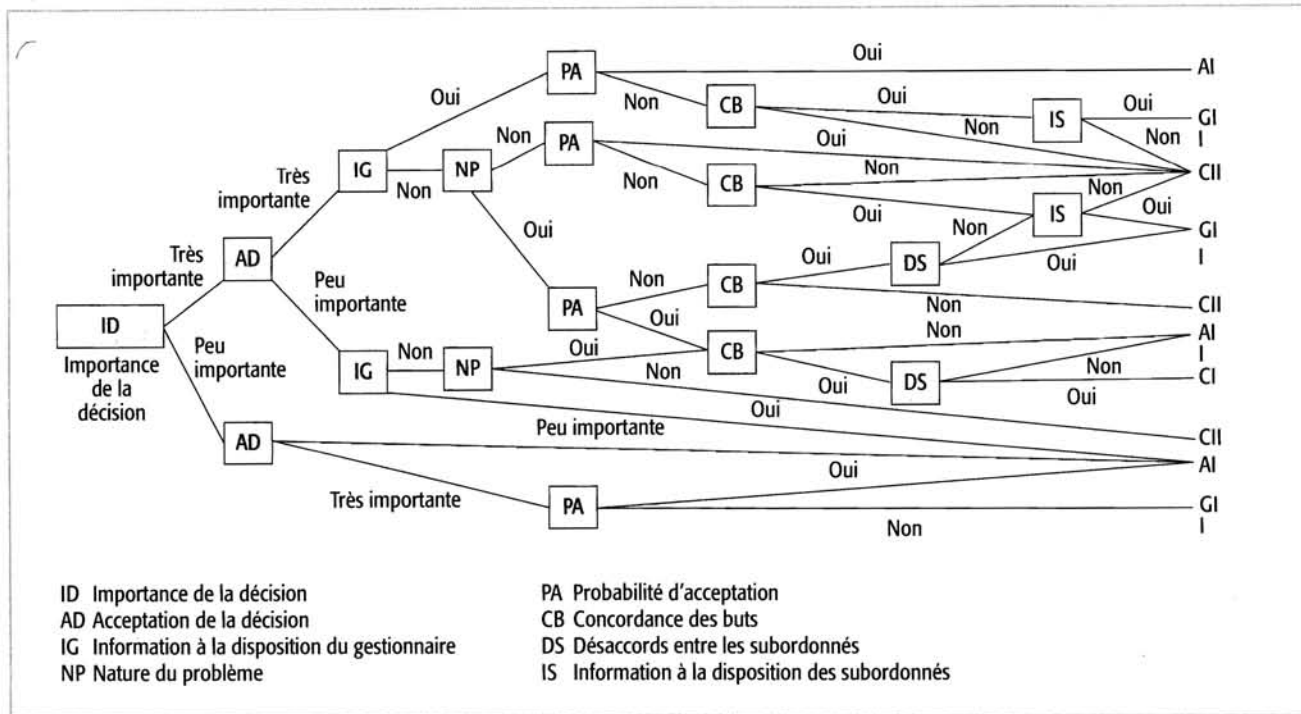 Oui
PA
AI
Oui
Non
CB
Oui
Oui
IS
GI
Non
PA
Non
I
Oui
Non
IG
NP
Très
importante
Non
Non
CB
Non
CII
Non
IS
Oui
Oui
Très
importante
AD
Oui
Non
GI
Oui
DS
Non
CB
Oui
I
Peu
importante
PA
Non
CII
ID
Oui
Non
AI
Oui
CB
I
Importance
de la
décision
Peu
importante
IG
Non
NP
Non
DS
Non
CI
Oui
Oui
Oui
AD
Peu importante
CII
Oui
AI
Très importante
PA
GI
Non
I
ID Importance de la décision
AD Acceptation de la décision
IG Information à la disposition du gestionnaire
NP Nature du problème
PA Probabilité d'acceptation
CB Concordance des buts
DS Désaccords entre les subordonnés
IS Information à la disposition des subordonnés